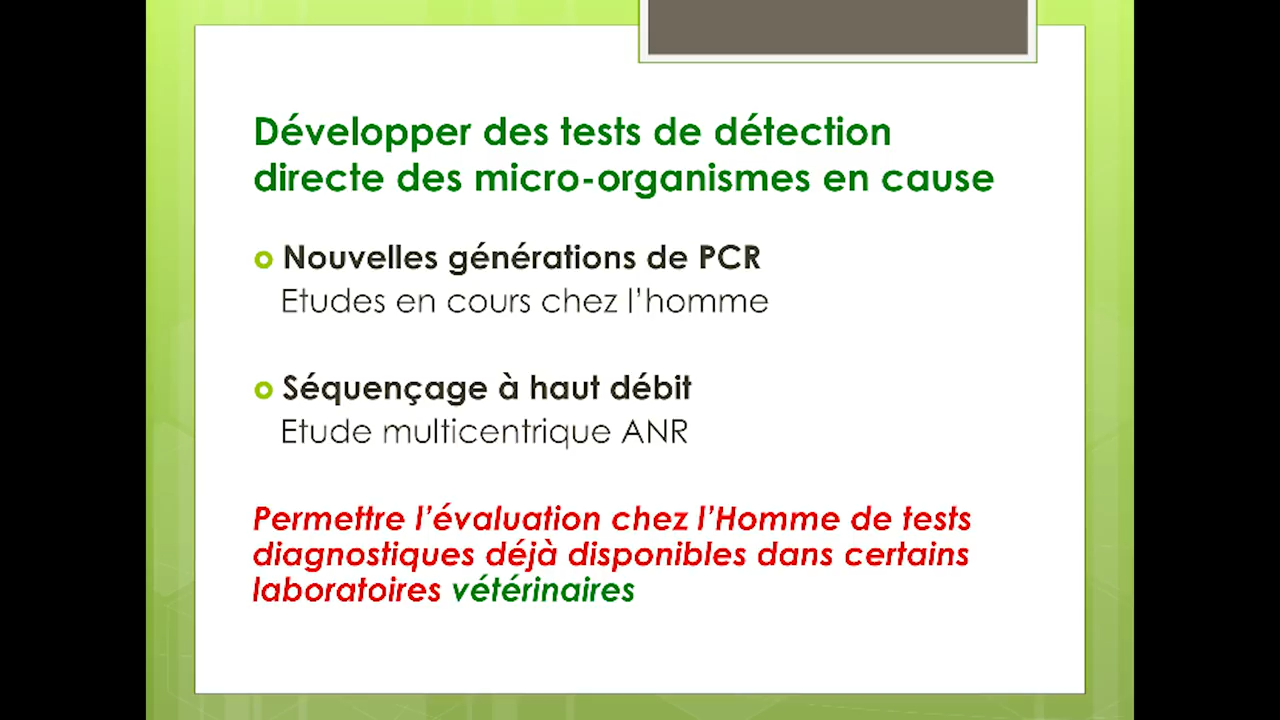 Développer des tests de détection
directe des micro-organismes en cause
Nouvelles générations de PCR
Etudes en cours chez l’homme
Séquençage à haut débit
Etude multicentrique ANR
Permettre l’évaluation chez l’Homme de tests
diagnostiques déjà disponibles dans certains
laboratoires vétérinaires